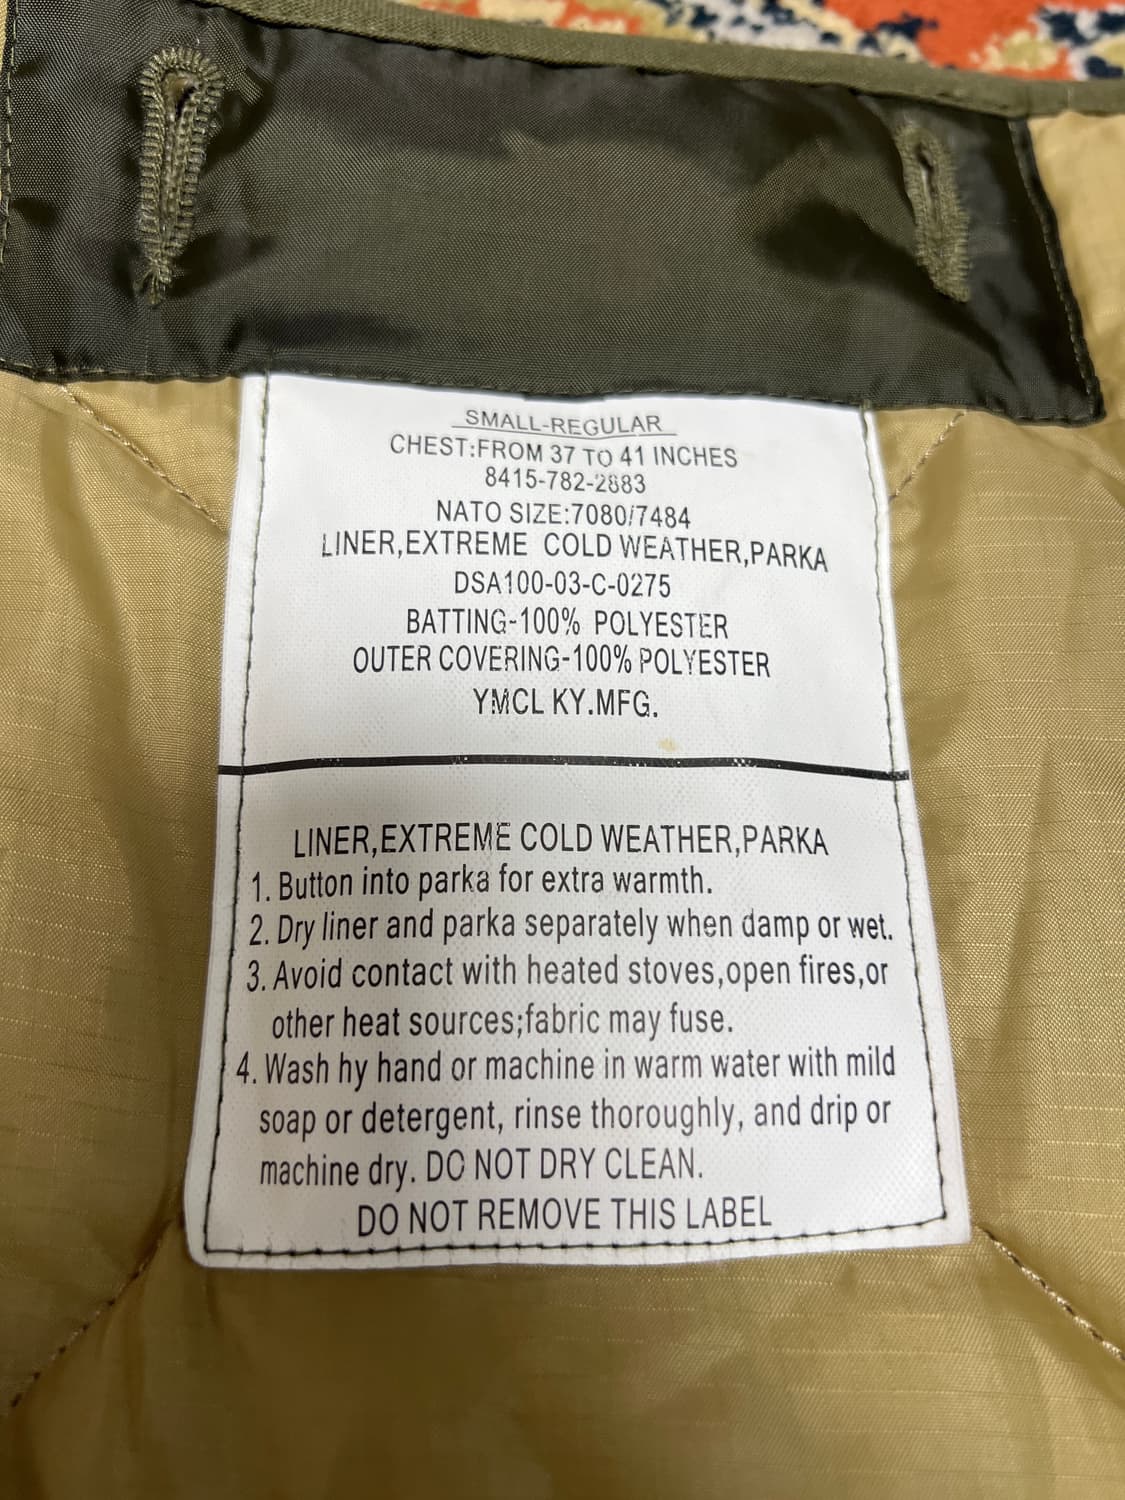 SMALL-REGULAR
CHEST:FROM 37 TO 41 INCHES
8415-782-2883
NATO SIZE:7080/7484
LINER,EXTREME COLD WEATHER,PARKA
DSA100-03-C-0275
BATTING-100% POLYESTER
OUTER COVERING-100% POLYESTER
YMCL KY.MFG.
LINER,EXTREME COLD WEATHER,PARKA
1. Button into parka for extra warmth.
2. Dry liner and parka separately when damp or wet.
3. Avoid contact with heated stoves,open fires,or
other heat sources;fabric may fuse.
4. Wash hy hand or machine in warm water with mild
soap or detergent, rinse thoroughly, and drip or
machine dry. DO NOT DRY CLEAN.
DO NOT REMOVE THIS LABEL